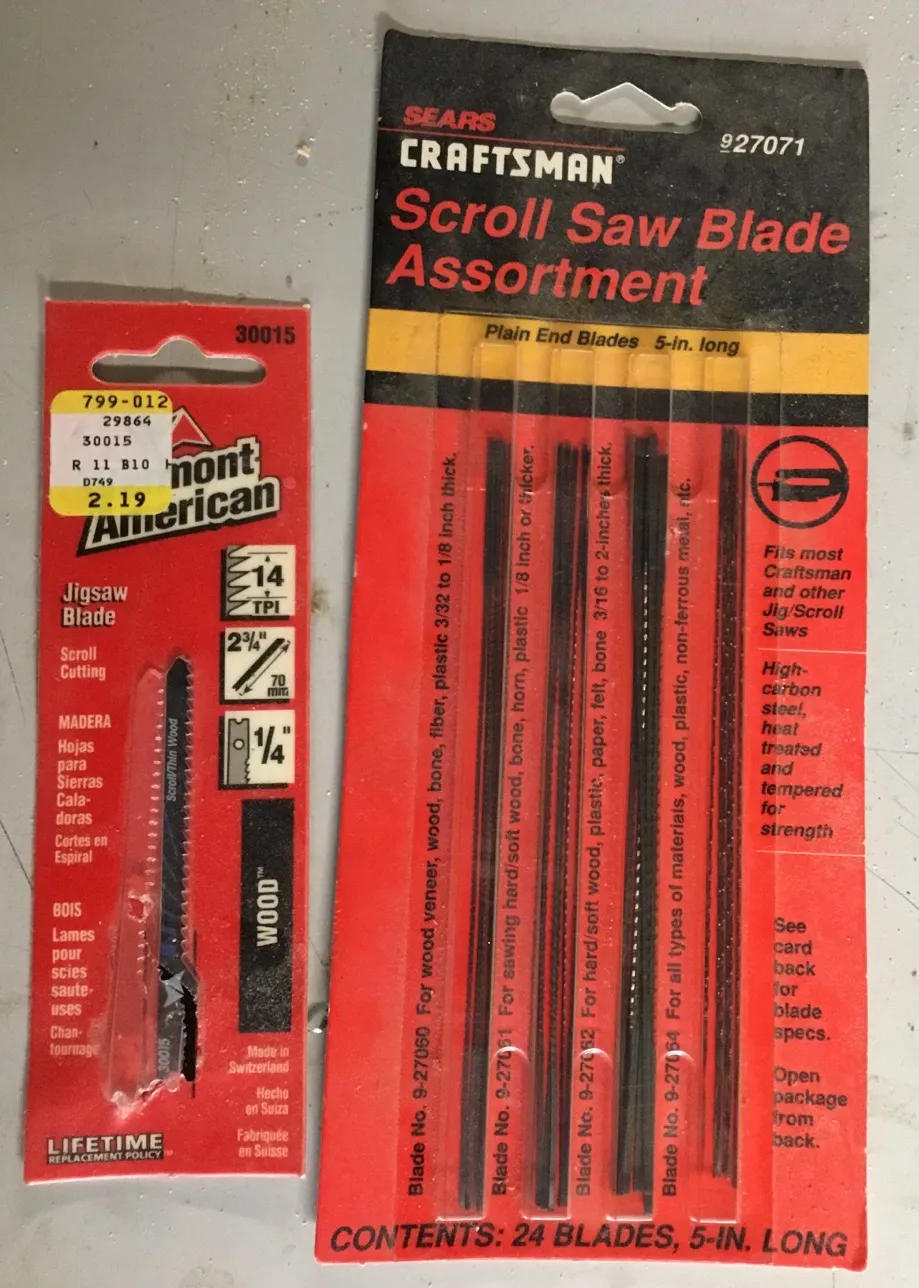 30015
799-012
29864
30015
R 11 B10
D749
2.19
mont
American
Jigsaw
Blade
14
TPI
2¾"
70
mm
1/4"
Scroll
Cutting
MADERA
Hojas
para
Sierras
Cala-
doras
Cortes en
Espiral
BOIS
Lames
pour
scies
saute-
uses
Chan-
tournage
Scroll/Thin Wood
30015
WOOD™
Made in
Switzerland
Hecho
en Suiza
Fabriquée
en Suisse
LIFETIME
REPLACEMENT POLICY™
SEARS
CRAFTSMAN®
927071
Scroll Saw Blade
Assortment
Plain End Blades 5-in. long
Blade No. 9-27060 For wood veneer, wood, bone, fiber, plastic 3/32 to 1/8 inch thick.
Blade No. 9-27061 For sawing hard/soft wood, bone, horn, plastic 1/8 inch or thicker.
Blade No. 9-27062 For hard/soft wood, plastic, paper, felt, bone 3/16 to 2-inches thick.
Blade No. 9-27064 For all types of materials, wood, plastic, non-ferrous metal, etc.
Fits most
Craftsman
and other
Jig/Scroll
Saws
High-
carbon
steel,
heat
treated
and
tempered
for
strength
See
card
back
for
blade
specs.
Open
package
from
back.
CONTENTS: 24 BLADES, 5-IN. LONG